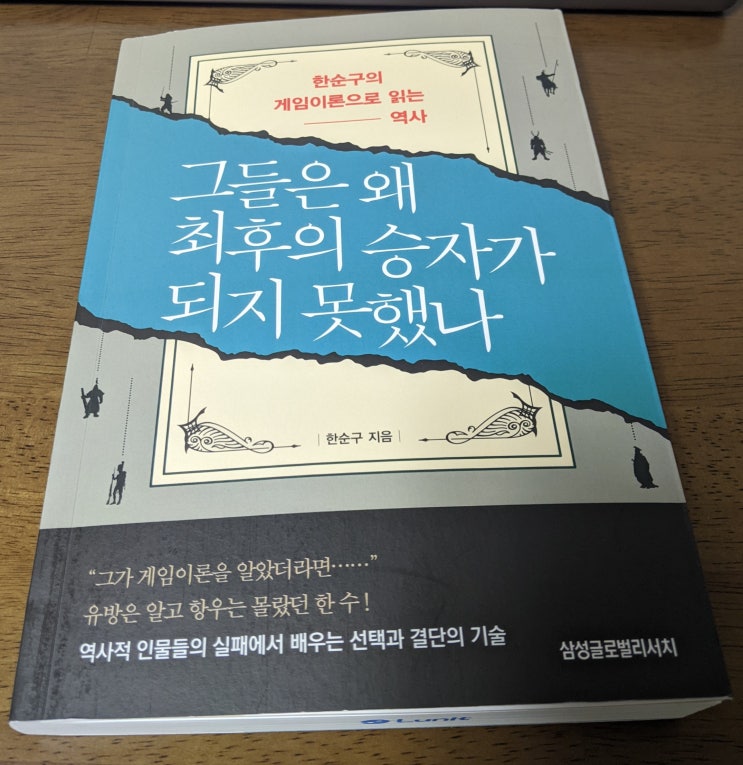 한순구의
게임이론으로 읽는
역사
그들은 왜
최후의 승자가
되지 못했나
한순구 지음
“그가 게임이론을 알았더라면……”
유방은 알고 항우는 몰랐던 한 수!
역사적 인물들의 실패에서 배우는 선택과 결단의 기술
삼성글로벌리서치
Lunit